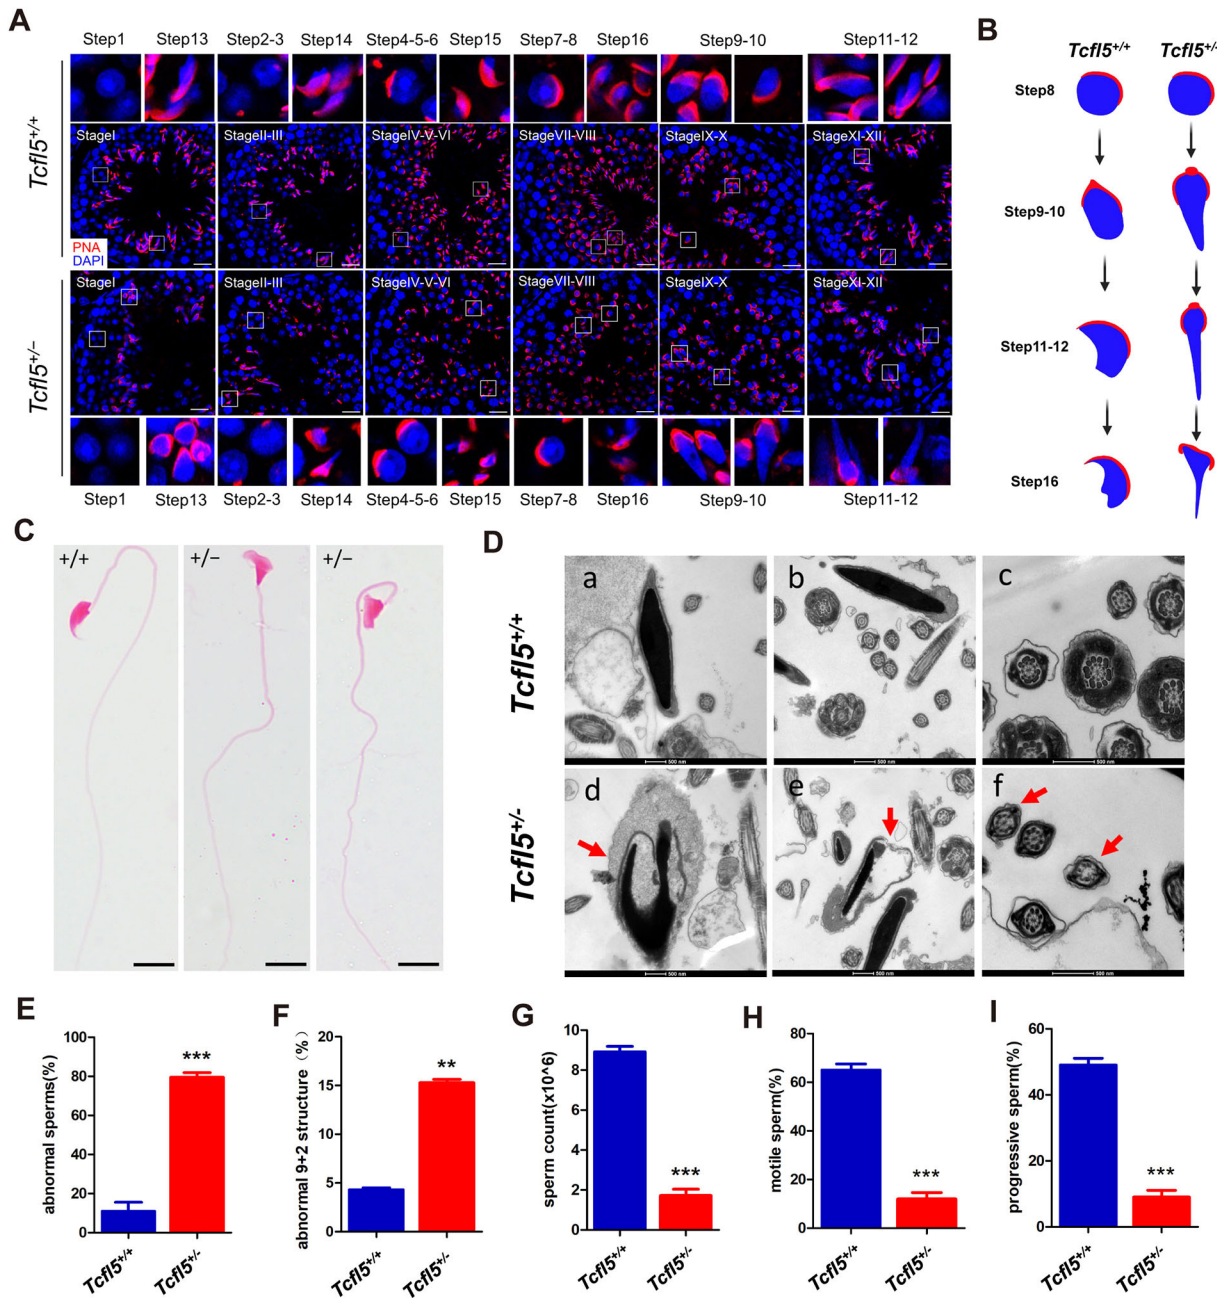 A
Step1 Step13 Step2-3 Step14 Step4-5-6 Step15 Step7-8 Step16 Step9-10 Step11-12
Tcfl5+/+
StageI StageII-III StageIV-V-VI StageVII-VIII StageIX-X StageXI-XII
PNA
DAPI
Tcfl5+/−
StageI StageII-III StageIV-V-VI StageVII-VIII StageIX-X StageXI-XII
Step1 Step13 Step2-3 Step14 Step4-5-6 Step15 Step7-8 Step16 Step9-10 Step11-12
B
Tcfl5+/+ Tcfl5+/-
Step8
Step9-10
Step11-12
Step16
C
+/+ +/− +/−
D
Tcfl5+/+
a b c
500 nm 500 nm 500 nm
Tcfl5+/-
d e f
500 nm 500 nm 500 nm
E
abnormal sperms(%)
100
80
60
40
20
0
***
Tcfl5+/+ Tcfl5+/-
F
abnormal 9+2 structure (%)
20
15
10
5
0
**
Tcfl5+/+ Tcfl5+/-
G
sperm count(x10^6)
10
8
6
4
2
0
***
Tcfl5+/+ Tcfl5+/-
H
motile sperm(%)
80
60
40
20
0
***
Tcfl5+/+ Tcfl5+/-
I
progressive sperm(%)
60
40
20
0
***
Tcfl5+/+ Tcfl5+/-